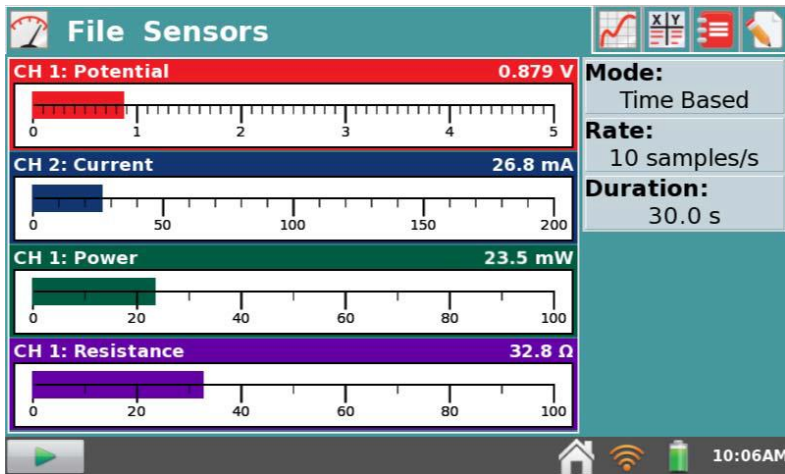 File Sensors
X Y
CH 1: Potential 0.879 V
0 1 2 3 4 5
CH 2: Current 26.8 mA
0 50 100 150 200
CH 1: Power 23.5 mW
0 20 40 60 80 100
CH 1: Resistance 32.8 Ω
0 20 40 60 80 100
Mode:
Time Based
Rate:
10 samples/s
Duration:
30.0 s
10:06AM